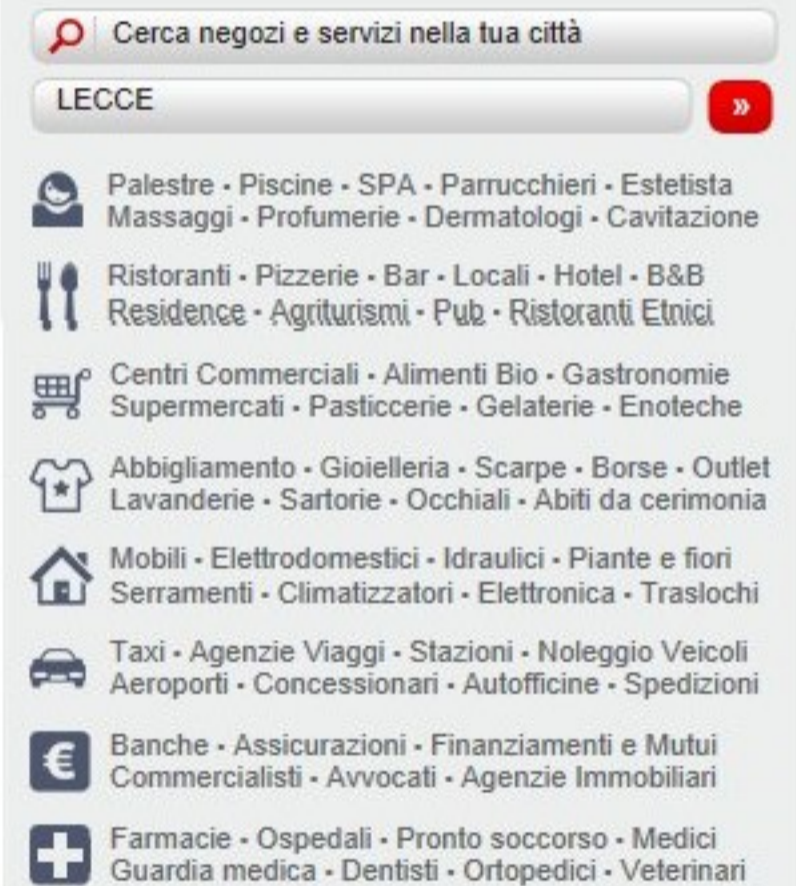 Cerca negozi e servizi nella tua città
LECCE
»
Palestre - Piscine - SPA - Parrucchieri - Estetista
Massaggi - Profumerie - Dermatologi - Cavitazione
Ristoranti - Pizzerie - Bar - Locali - Hotel - B&B
Residence - Agriturismi - Pub - Ristoranti Etnici
Centri Commerciali - Alimenti Bio - Gastronomie
Supermercati - Pasticcerie - Gelaterie - Enoteche
Abbigliamento - Gioielleria - Scarpe - Borse - Outlet
Lavanderie - Sartorie - Occhiali - Abiti da cerimonia
Mobili - Elettrodomestici - Idraulici - Piante e fiori
Serramenti - Climatizzatori - Elettronica - Traslochi
Taxi - Agenzie Viaggi - Stazioni - Noleggio Veicoli
Aeroporti - Concessionari - Autofficine - Spedizioni
€
Banche - Assicurazioni - Finanziamenti e Mutui
Commercialisti - Avvocati - Agenzie Immobiliari
Farmacie - Ospedali - Pronto soccorso - Medici
Guardia medica - Dentisti - Ortopedici - Veterinari